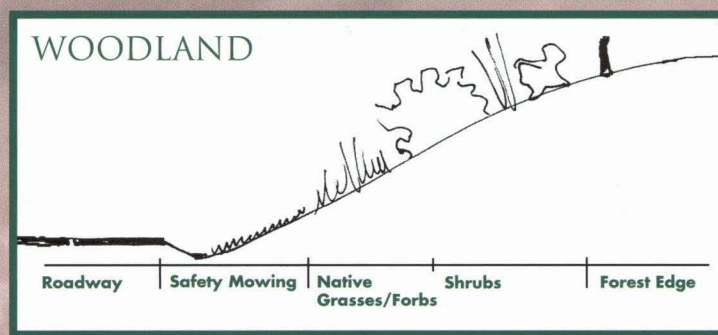 WOODLAND
Roadway
Safety Mowing
Native
Grasses/Forbs
Shrubs
Forest Edge